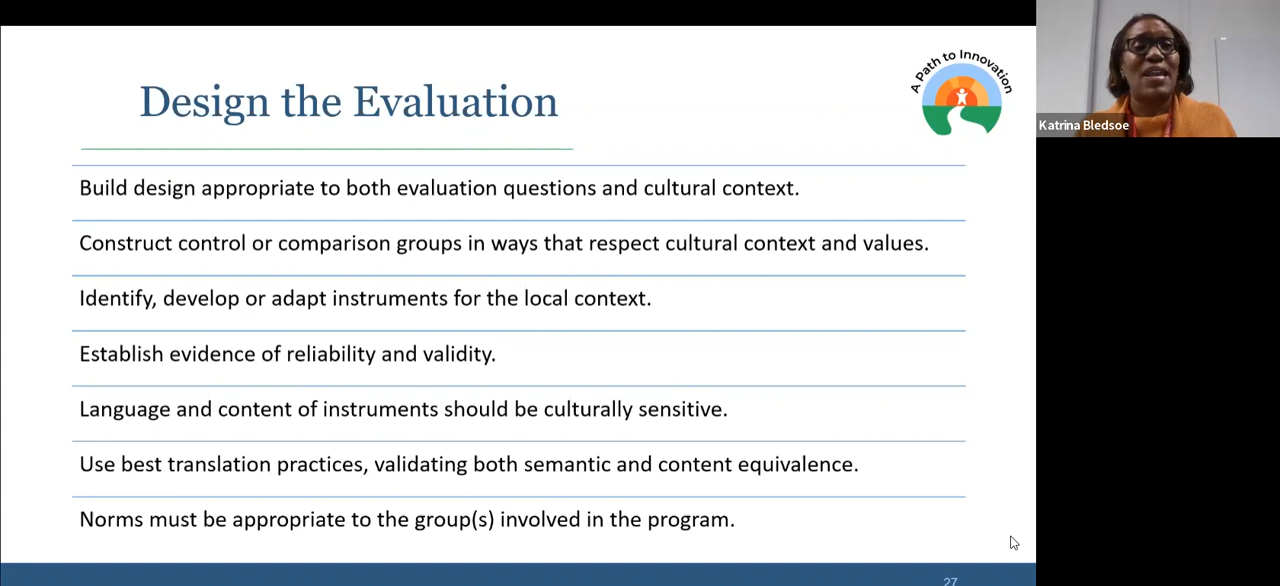 Design the Evaluation
A Path to Innovation
Katrina Bledsoe
Build design appropriate to both evaluation questions and cultural context.
Construct control or comparison groups in ways that respect cultural context and values.
Identify, develop or adapt instruments for the local context.
Establish evidence of reliability and validity.
Language and content of instruments should be culturally sensitive.
Use best translation practices, validating both semantic and content equivalence.
Norms must be appropriate to the group(s) involved in the program.
27